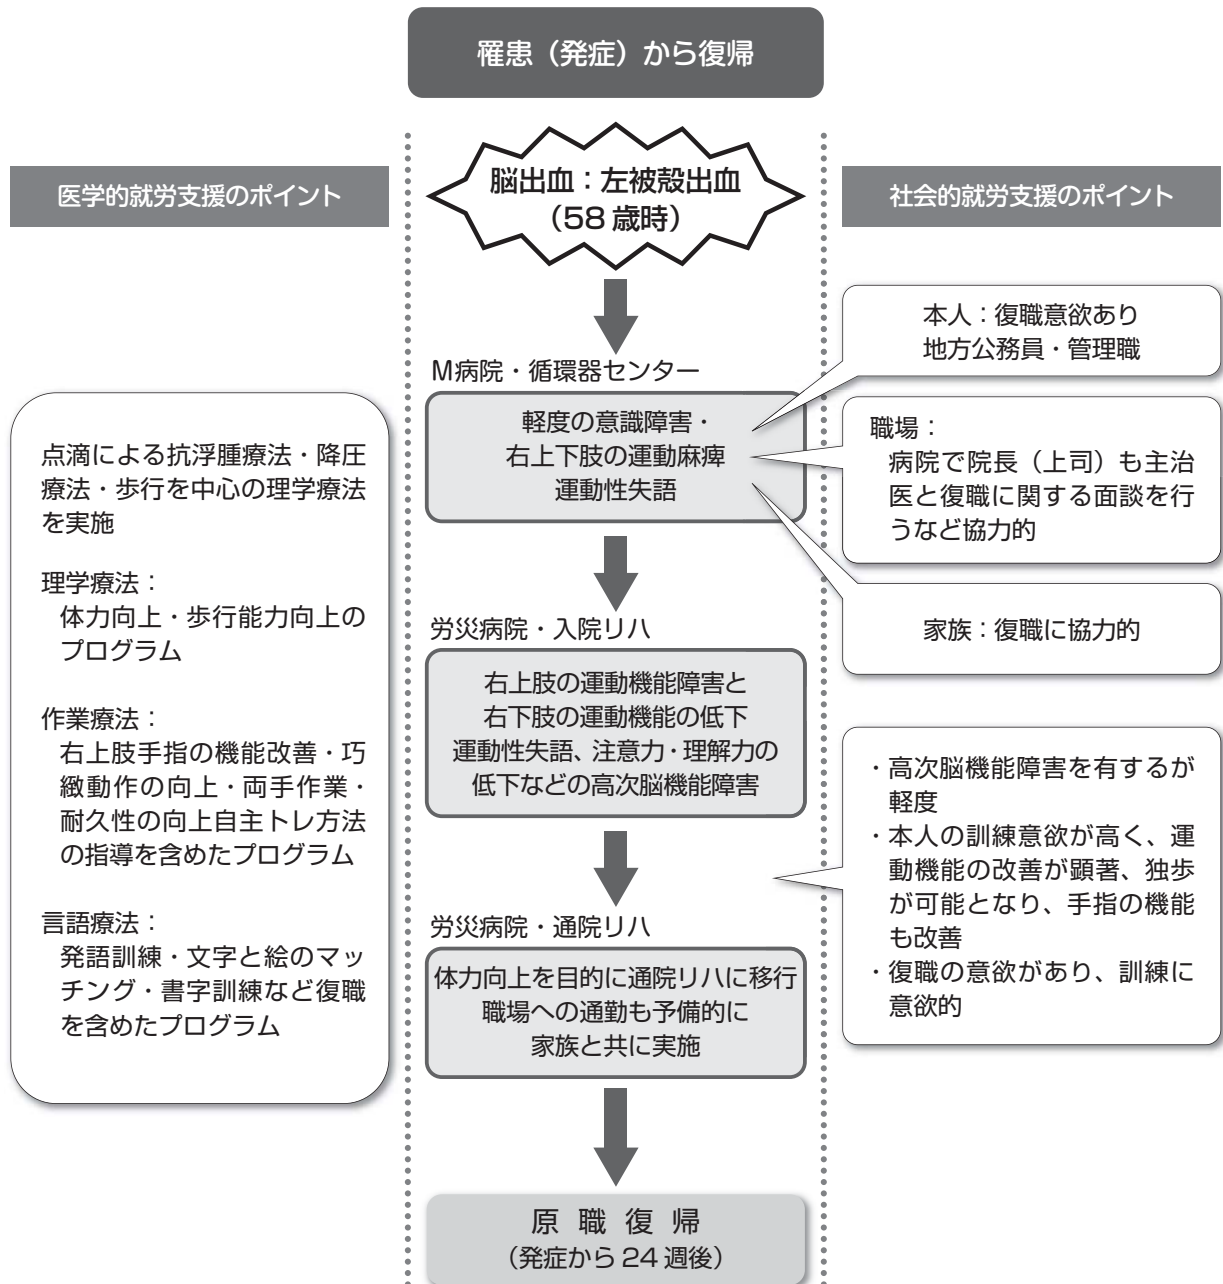 罹患（発症）から復帰
医学的就労支援のポイント
点滴による抗浮腫療法・降圧
療法・歩行を中心の理学療法
を実施
理学療法：
体力向上・歩行能力向上の
プログラム
作業療法：
右上肢手指の機能改善・巧
緻動作の向上・両手作業・
耐久性の向上自主トレ方法
の指導を含めたプログラム
言語療法：
発語訓練・文字と絵のマッ
チング・書字訓練など復職
を含めたプログラム
脳出血：左被殻出血
（58 歳時）
M病院・循環器センター
軽度の意識障害・
右上下肢の運動麻痺
運動性失語
労災病院・入院リハ
右上肢の運動機能障害と
右下肢の運動機能の低下
運動性失語、注意力・理解力の
低下などの高次脳機能障害
労災病院・通院リハ
体力向上を目的に通院リハに移行
職場への通勤も予備的に
家族と共に実施
原 職 復 帰
（発症から 24 週後）
社会的就労支援のポイント
本人：復職意欲あり
地方公務員・管理職
職場：
病院で院長（上司）も主治
医と復職に関する面談を行
うなど協力的
家族：復職に協力的
・高次脳機能障害を有するが
軽度
・本人の訓練意欲が高く、運
動機能の改善が顕著、独歩
が可能となり、手指の機能
も改善
・復職の意欲があり、訓練に
意欲的